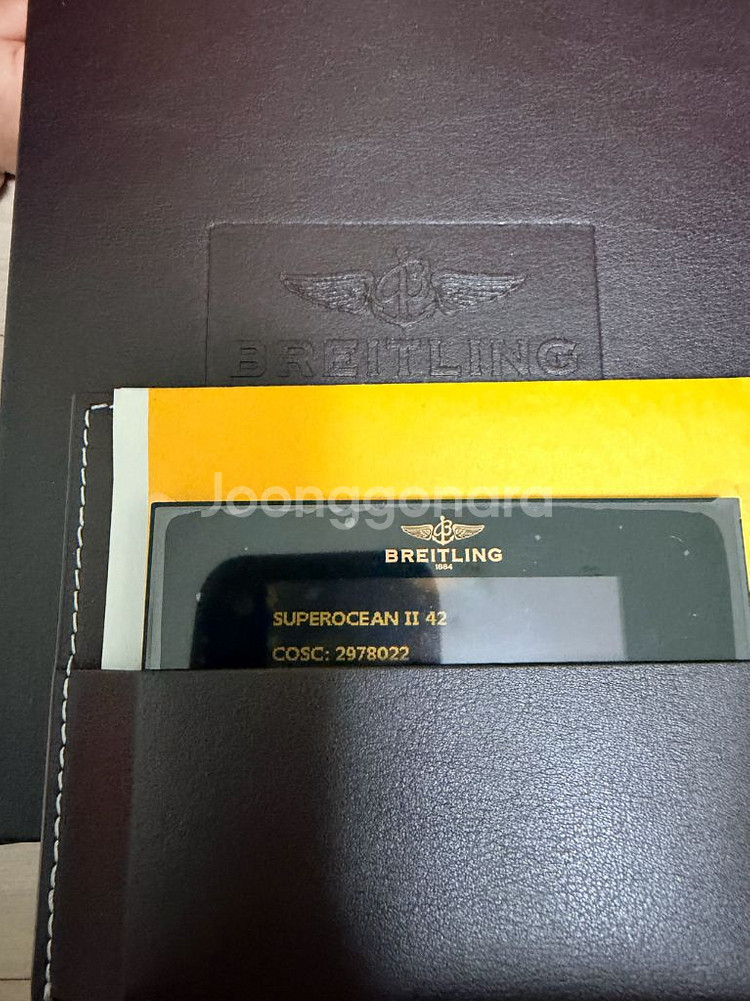 BREITLING
Joonggonara
BREITLING
1884
SUPEROCEAN II 42
COSC: 2978022